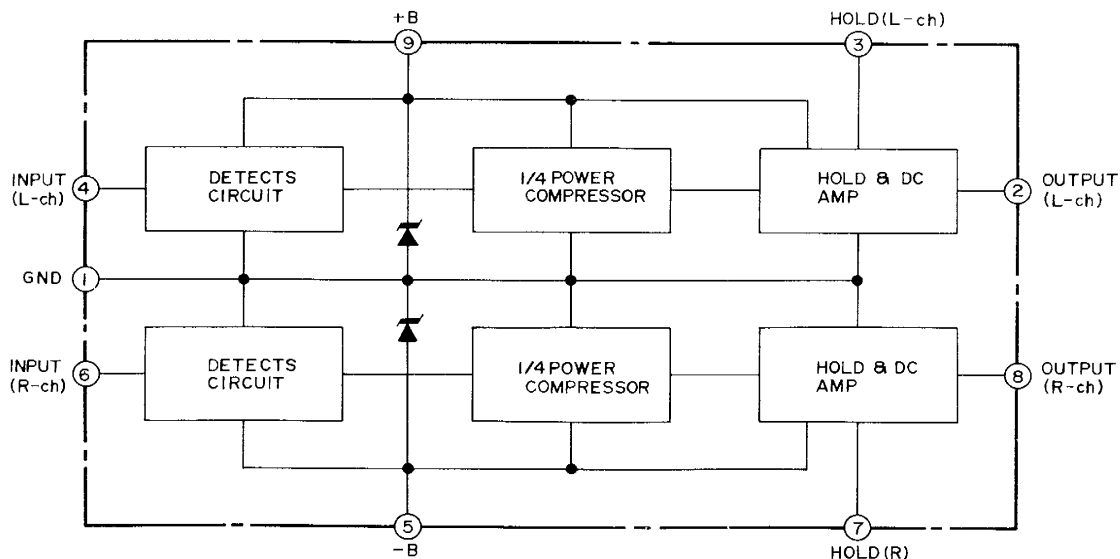 +B
HOLD(L-ch)
9
3
DETECTS
CIRCUIT
1/4 POWER
COMPRESSOR
HOLD & DC
AMP
INPUT
(L-ch)
4
2
OUTPUT
(L-ch)
GND
1
DETECTS
CIRCUIT
1/4 POWER
COMPRESSOR
HOLD & DC
AMP
INPUT
(R-ch)
6
8
OUTPUT
(R-ch)
5
7
-B
HOLD(R)